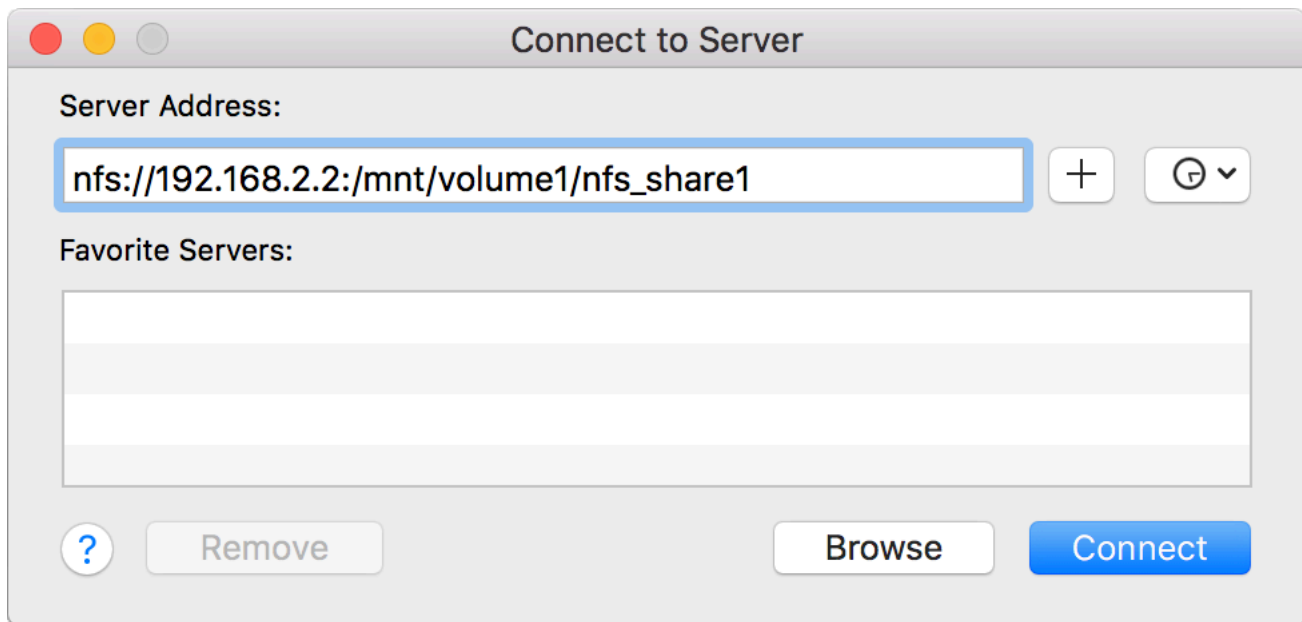 Connect to Server
Server Address:
nfs://192.168.2.2:/mnt/volume1/nfs_share1
Favorite Servers:
? Remove Browse Connect